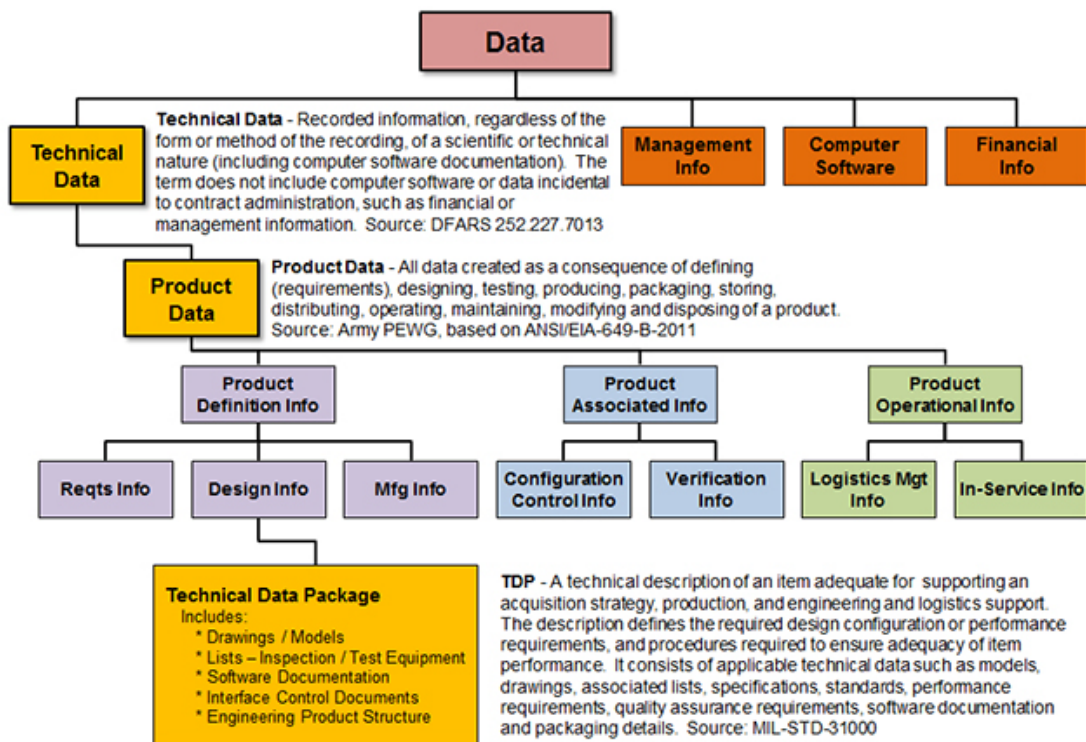 Data
Technical Data - Recorded information, regardless of the
form or method of the recording, of a scientific or technical
nature (including computer software documentation). The
term does not include computer software or data incidental
to contract administration, such as financial or
management information. Source: DFARS 252.227.7013
Technical
Data
Management
Info
Computer
Software
Financial
Info
Product
Data
Product Data - All data created as a consequence of defining
(requirements), designing, testing, producing, packaging, storing,
distributing, operating, maintaining, modifying and disposing of a product.
Source: Army PEWG, based on ANSI/EIA-649-B-2011
Product
Definition Info
Product
Associated Info
Product
Operational Info
Reqts Info
Design Info
Mfg Info
Configuration
Control Info
Verification
Info
Logistics Mgt
Info
In-Service Info
Technical Data Package
Includes:
* Drawings / Models
* Lists – Inspection / Test Equipment
* Software Documentation
* Interface Control Documents
* Engineering Product Structure
TDP - A technical description of an item adequate for supporting an
acquisition strategy, production, and engineering and logistics support.
The description defines the required design configuration or performance
requirements, and procedures required to ensure adequacy of item
performance. It consists of applicable technical data such as models,
drawings, associated lists, specifications, standards, performance
requirements, quality assurance requirements, software documentation
and packaging details. Source: MIL-STD-31000